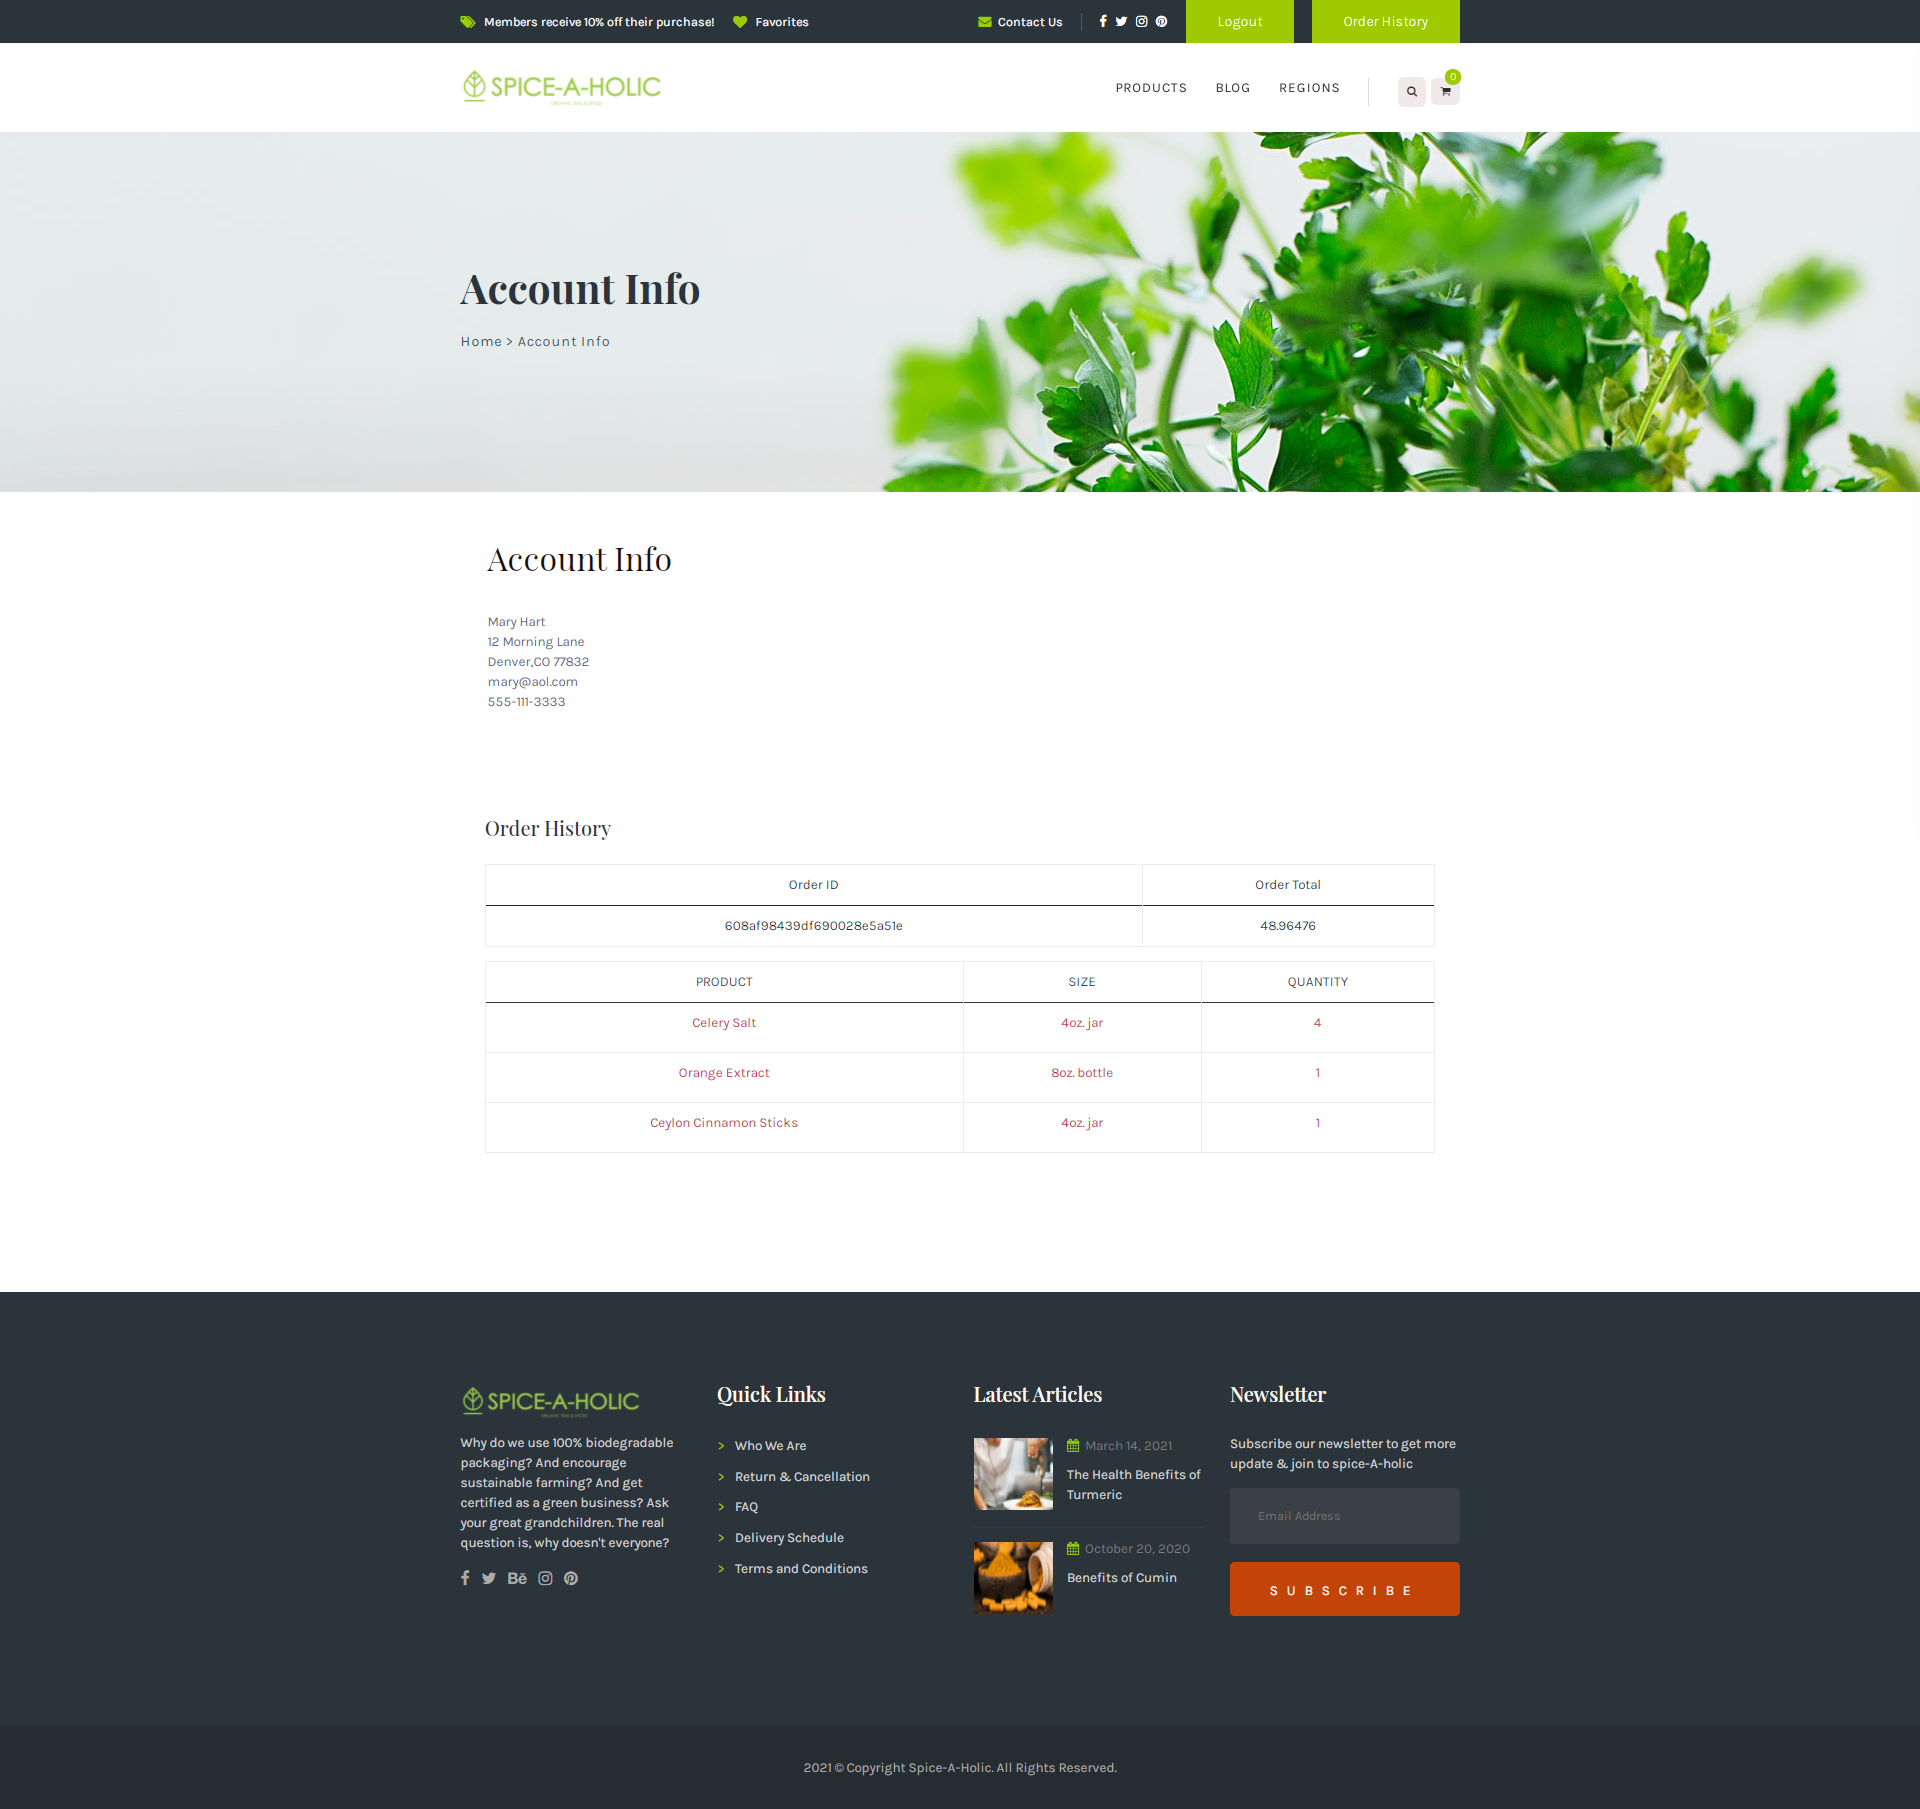 Members receive 10% off their purchase! Favorites Contact Us Logout Order History
SPICE-A-HOLIC PRODUCTS BLOG REGIONS 0
Account Info
Home > Account Info
Account Info
Mary Hart
12 Morning Lane
Denver,CO 77832
mary@aol.com
555-111-3333
Order History
Order ID Order Total
608af98439df690028e5a51e 48.96476
PRODUCT SIZE QUANTITY
Celery Salt 4oz. jar 4
Orange Extract 8oz. bottle 1
Ceylon Cinnamon Sticks 4oz. jar 1
SPICE-A-HOLIC
Why do we use 100% biodegradable
packaging? And encourage
sustainable farming? And get
certified as a green business? Ask
your great grandchildren. The real
question is, why doesn't everyone?
Bē
Quick Links
> Who We Are
> Return & Cancellation
> FAQ
> Delivery Schedule
> Terms and Conditions
Latest Articles
March 14, 2021
The Health Benefits of
Turmeric
October 20, 2020
Benefits of Cumin
Newsletter
Subscribe our newsletter to get more
update & join to spice-A-holic
Email Address
SUBSCRIBE
2021 © Copyright Spice-A-Holic. All Rights Reserved.